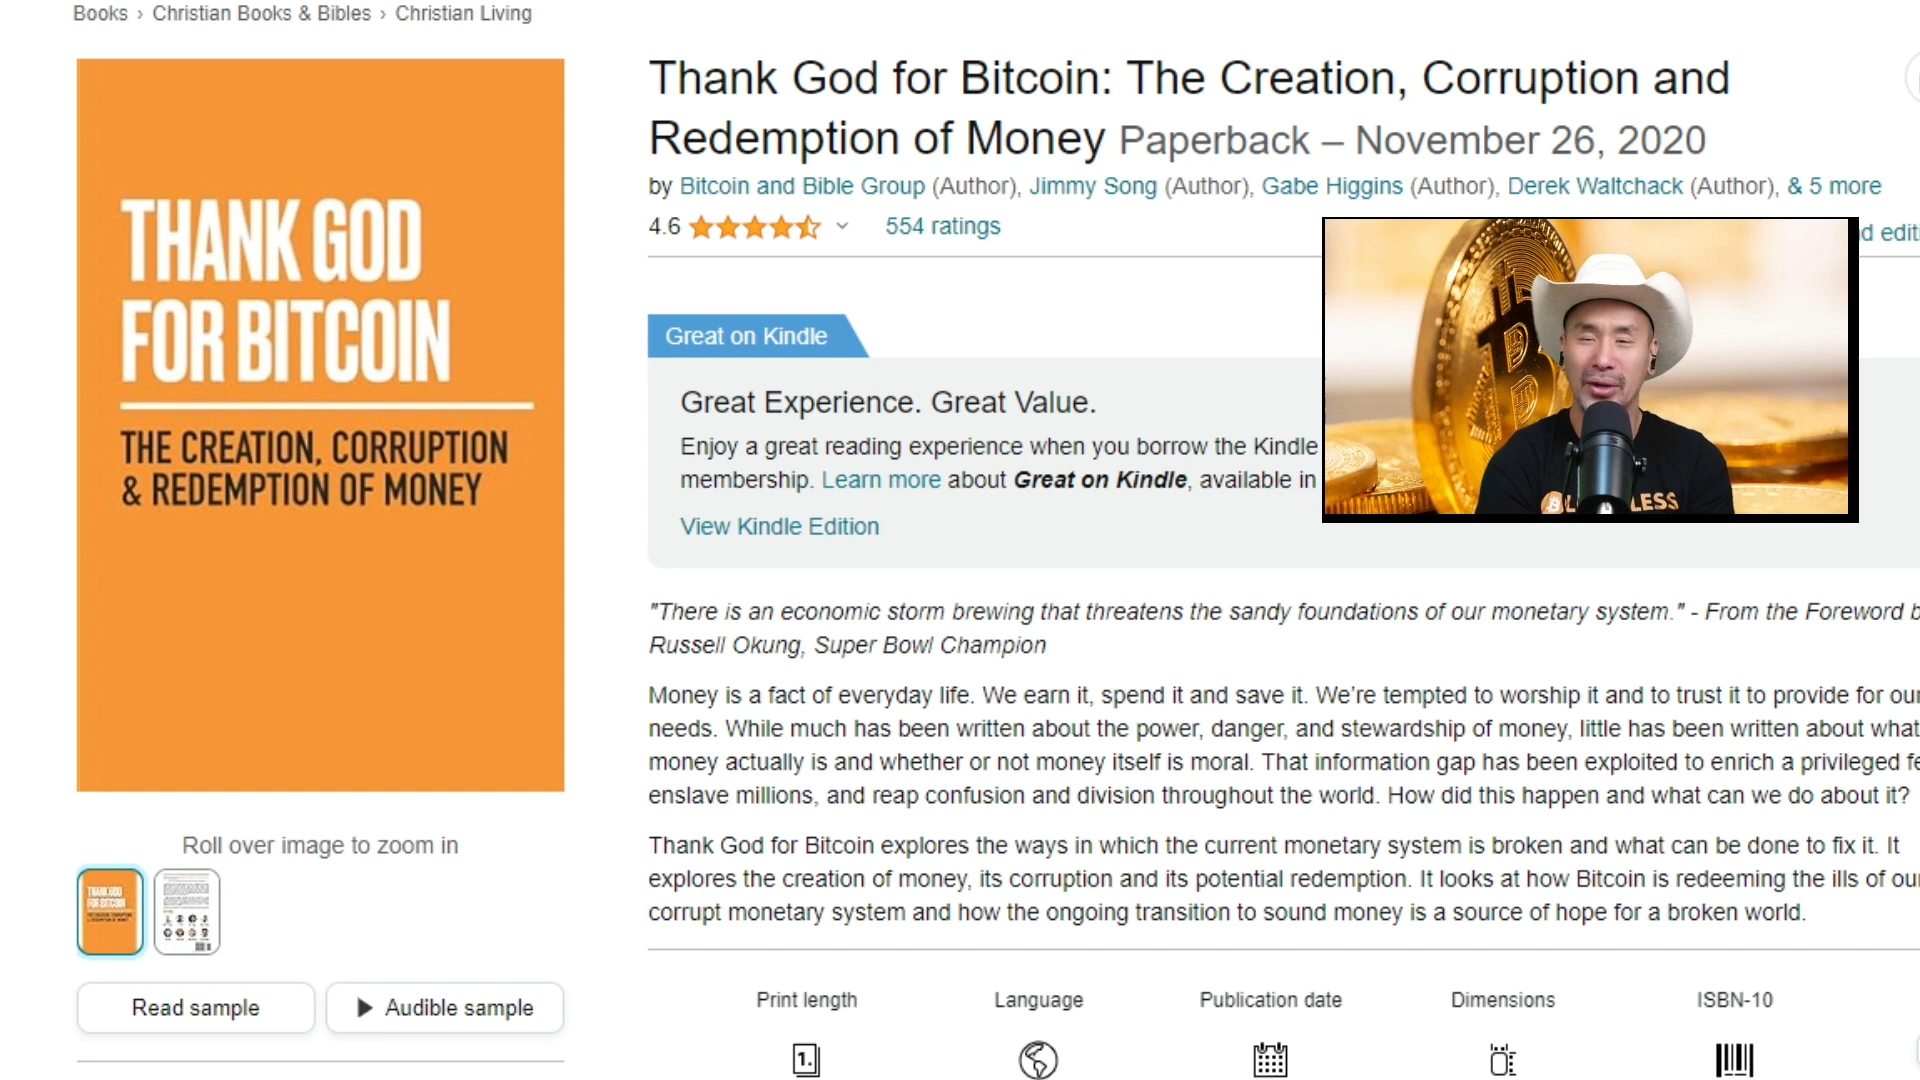 Books › Christian Books & Bibles › Christian Living
THANK GOD
FOR BITCOIN
THE CREATION, CORRUPTION
& REDEMPTION OF MONEY
Roll over image to zoom in
Read sample
Audible sample
Thank God for Bitcoin: The Creation, Corruption and
Redemption of Money Paperback – November 26, 2020
by Bitcoin and Bible Group (Author), Jimmy Song (Author), Gabe Higgins (Author), Derek Waltchack (Author), & 5 more
4.6 554 ratings
Great on Kindle
Great Experience. Great Value.
Enjoy a great reading experience when you borrow the Kindle
membership. Learn more about Great on Kindle, available in
View Kindle Edition
LESS
"There is an economic storm brewing that threatens the sandy foundations of our monetary system." - From the Foreword b
Russell Okung, Super Bowl Champion
Money is a fact of everyday life. We earn it, spend it and save it. We’re tempted to worship it and to trust it to provide for our
needs. While much has been written about the power, danger, and stewardship of money, little has been written about what
money actually is and whether or not money itself is moral. That information gap has been exploited to enrich a privileged fe
enslave millions, and reap confusion and division throughout the world. How did this happen and what can we do about it?
Thank God for Bitcoin explores the ways in which the current monetary system is broken and what can be done to fix it. It
explores the creation of money, its corruption and its potential redemption. It looks at how Bitcoin is redeeming the ills of our
corrupt monetary system and how the ongoing transition to sound money is a source of hope for a broken world.
Print length Language Publication date Dimensions ISBN-10